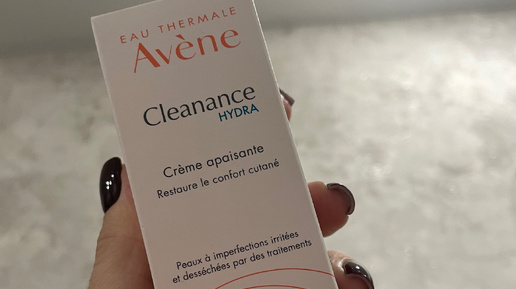 EAU THERMALE
Avène
Cleanance
HYDRA
Crème apaisante
Restaure le confort cutané
Peaux à imperfections irritées
et desséchées par des traitements